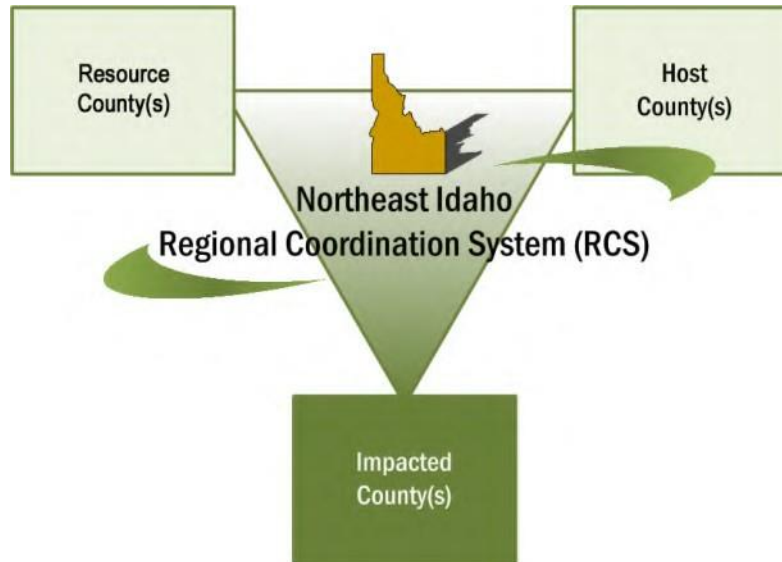 Resource
County(s)
Host
County(s)
Northeast Idaho
Regional Coordination System (RCS)
Impacted
County(s)